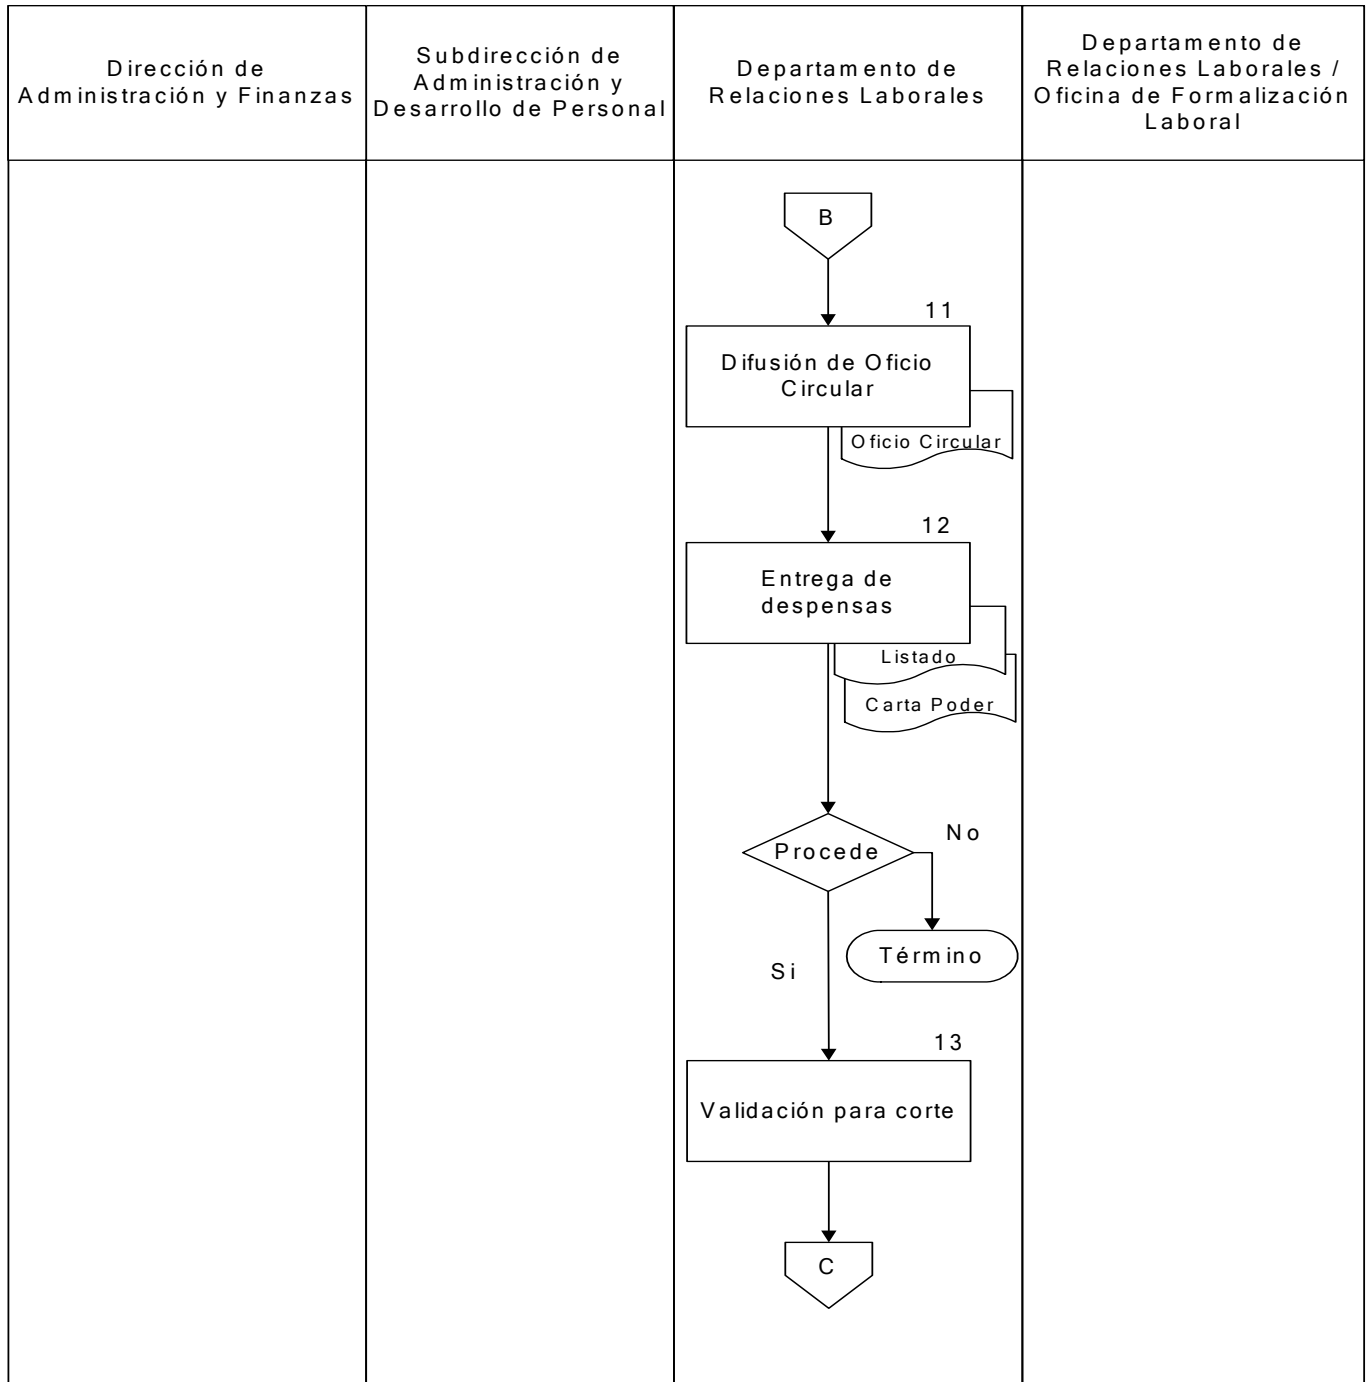 Dirección de
Administración y Finanzas
Subdirección de
Administración y
Desarrollo de Personal
Departamento de
Relaciones Laborales
Departamento de
Relaciones Laborales /
Oficina de Formalización
Laboral
B
11
Difusión de Oficio
Circular
Oficio Circular
12
Entrega de
despensas
Listado
Carta Poder
Procede
No
Término
Si
13
Validación para corte
C